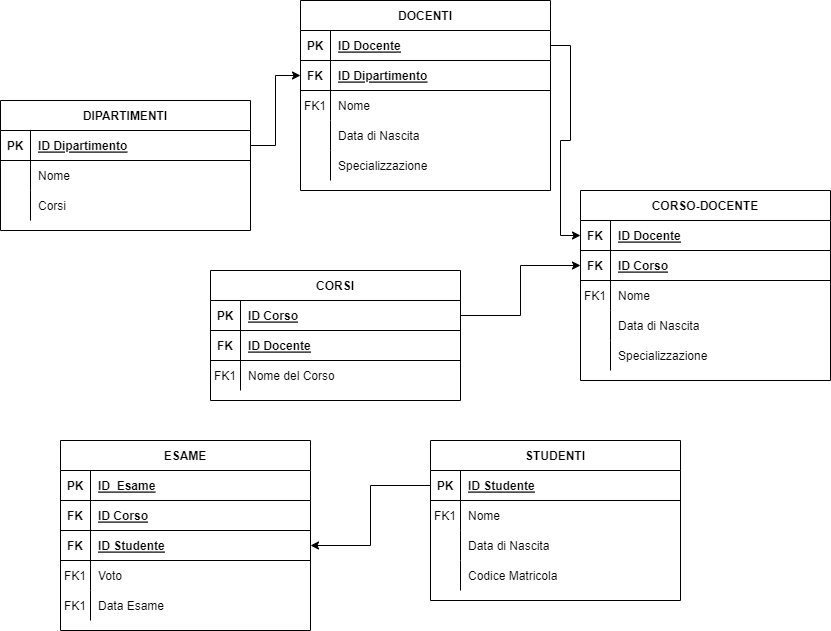 DOCENTI
PK ID Docente
FK ID Dipartimento
FK1 Nome
Data di Nascita
Specializzazione
DIPARTIMENTI
PK ID Dipartimento
Nome
Corsi
CORSO-DOCENTE
FK ID Docente
FK ID Corso
FK1 Nome
Data di Nascita
Specializzazione
CORSI
PK ID Corso
FK ID Docente
FK1 Nome del Corso
ESAME
PK ID Esame
FK ID Corso
FK ID Studente
FK1 Voto
FK1 Data Esame
STUDENTI
PK ID Studente
FK1 Nome
Data di Nascita
Codice Matricola